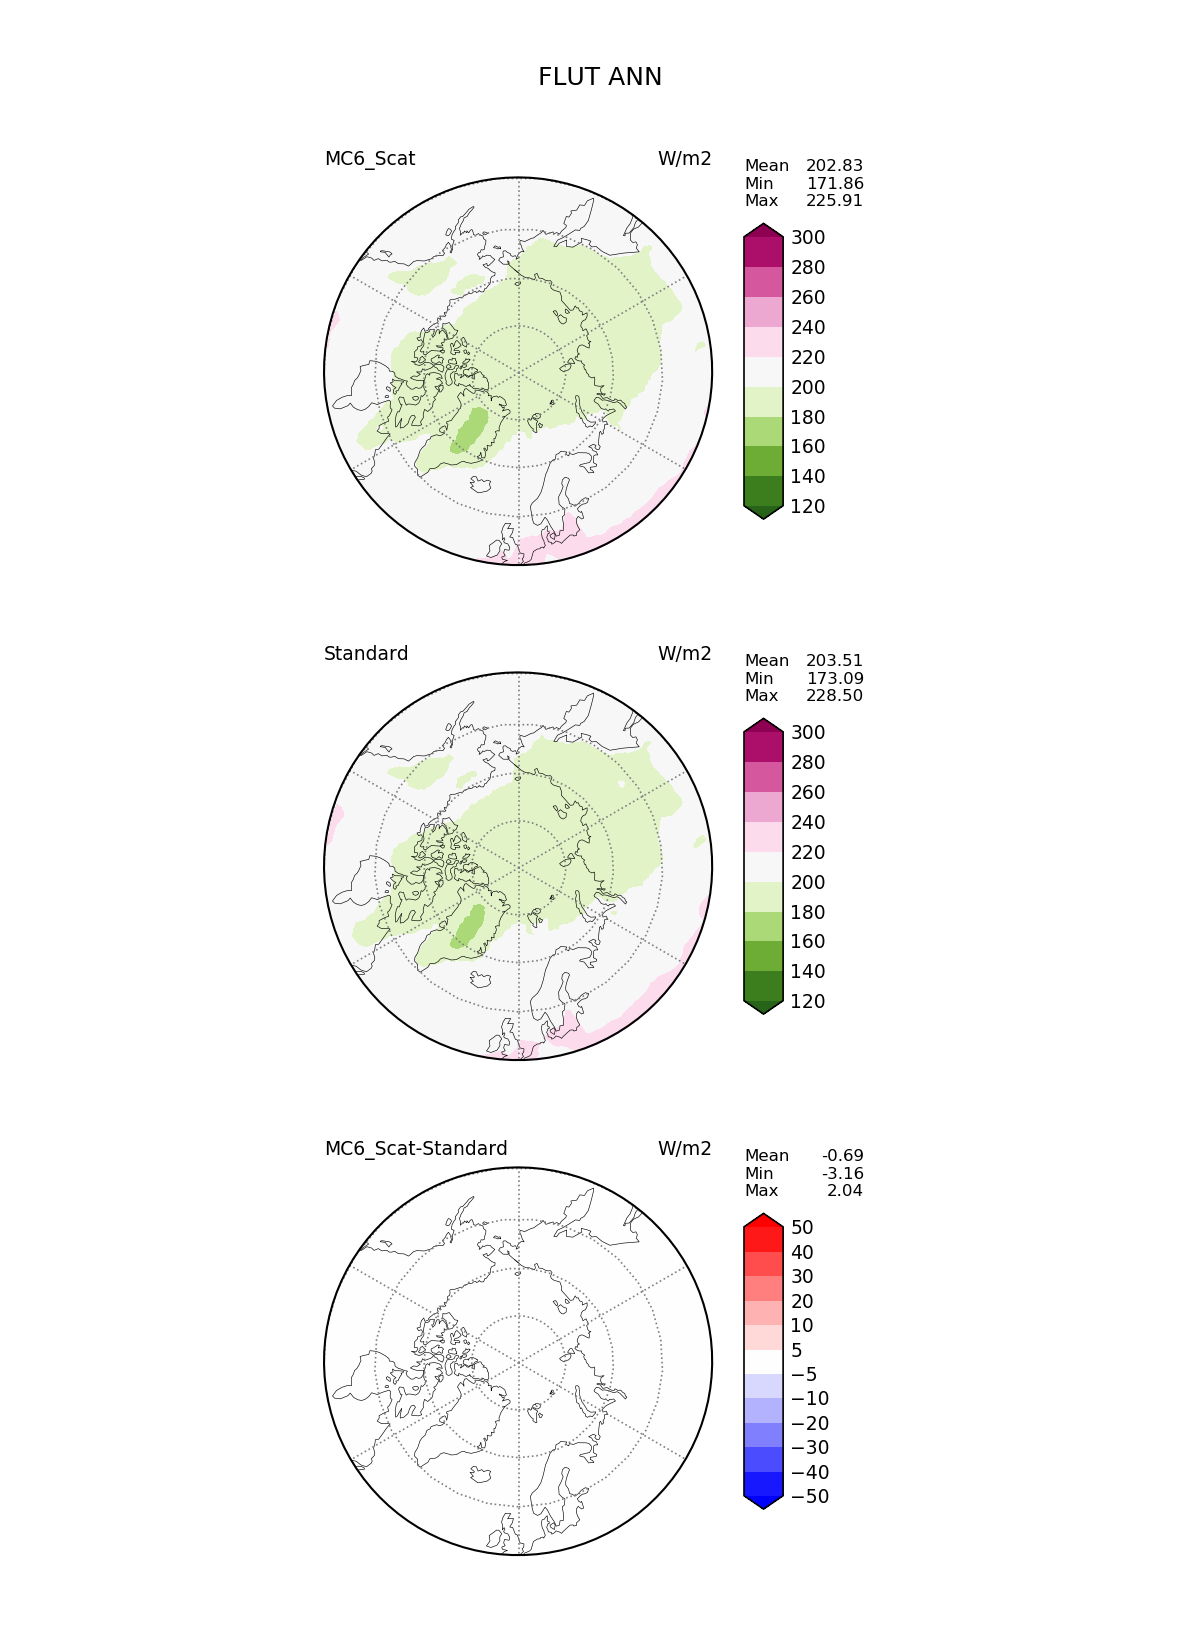 FLUT ANN
MC6_Scat W/m2
Mean 202.83
Min 171.86
Max 225.91
300
280
260
240
220
200
180
160
140
120
Standard W/m2
Mean 203.51
Min 173.09
Max 228.50
300
280
260
240
220
200
180
160
140
120
MC6_Scat-Standard W/m2
Mean -0.69
Min -3.16
Max 2.04
50
40
30
20
10
5
−5
−10
−20
−30
−40
−50